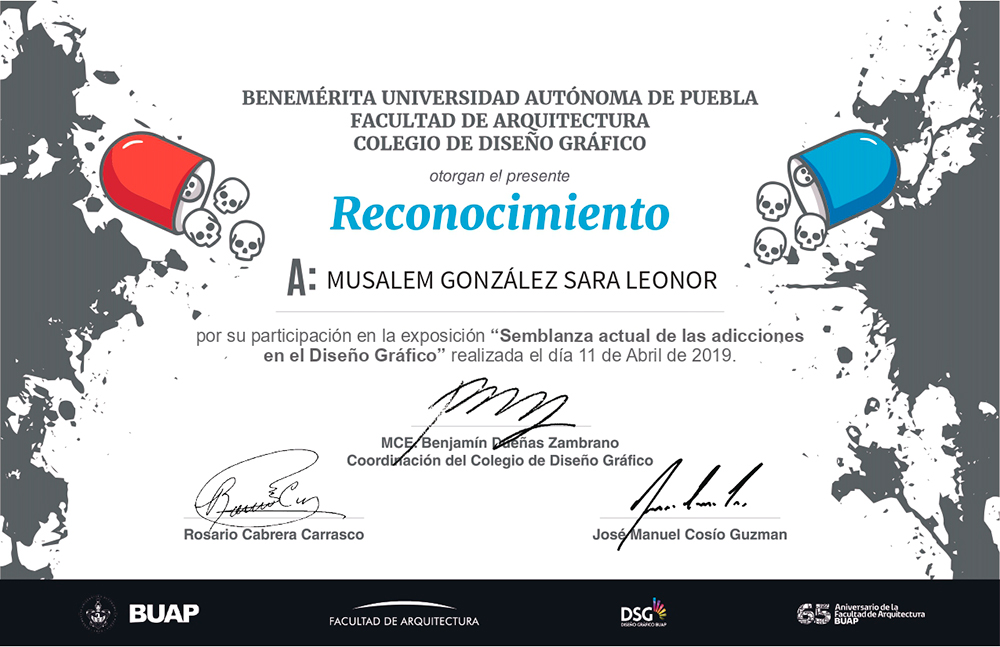 BENEMÉRITA UNIVERSIDAD AUTÓNOMA DE PUEBLA
FACULTAD DE ARQUITECTURA
COLEGIO DE DISEÑO GRÁFICO
otorgan el presente
Reconocimiento
A: MUSALEM GONZÁLEZ SARA LEONOR
por su participación en la exposición “Semblanza actual de las adicciones
en el Diseño Gráfico” realizada el día 11 de Abril de 2019.
MCE. Benjamín Dueñas Zambrano
Coordinación del Colegio de Diseño Gráfico
Rosario Cabrera Carrasco
José Manuel Cosío Guzman
BUAP
FACULTAD DE ARQUITECTURA
DSG
DISEÑO GRÁFICO BUAP
65 Aniversario de la
Facultad de Arquitectura
BUAP